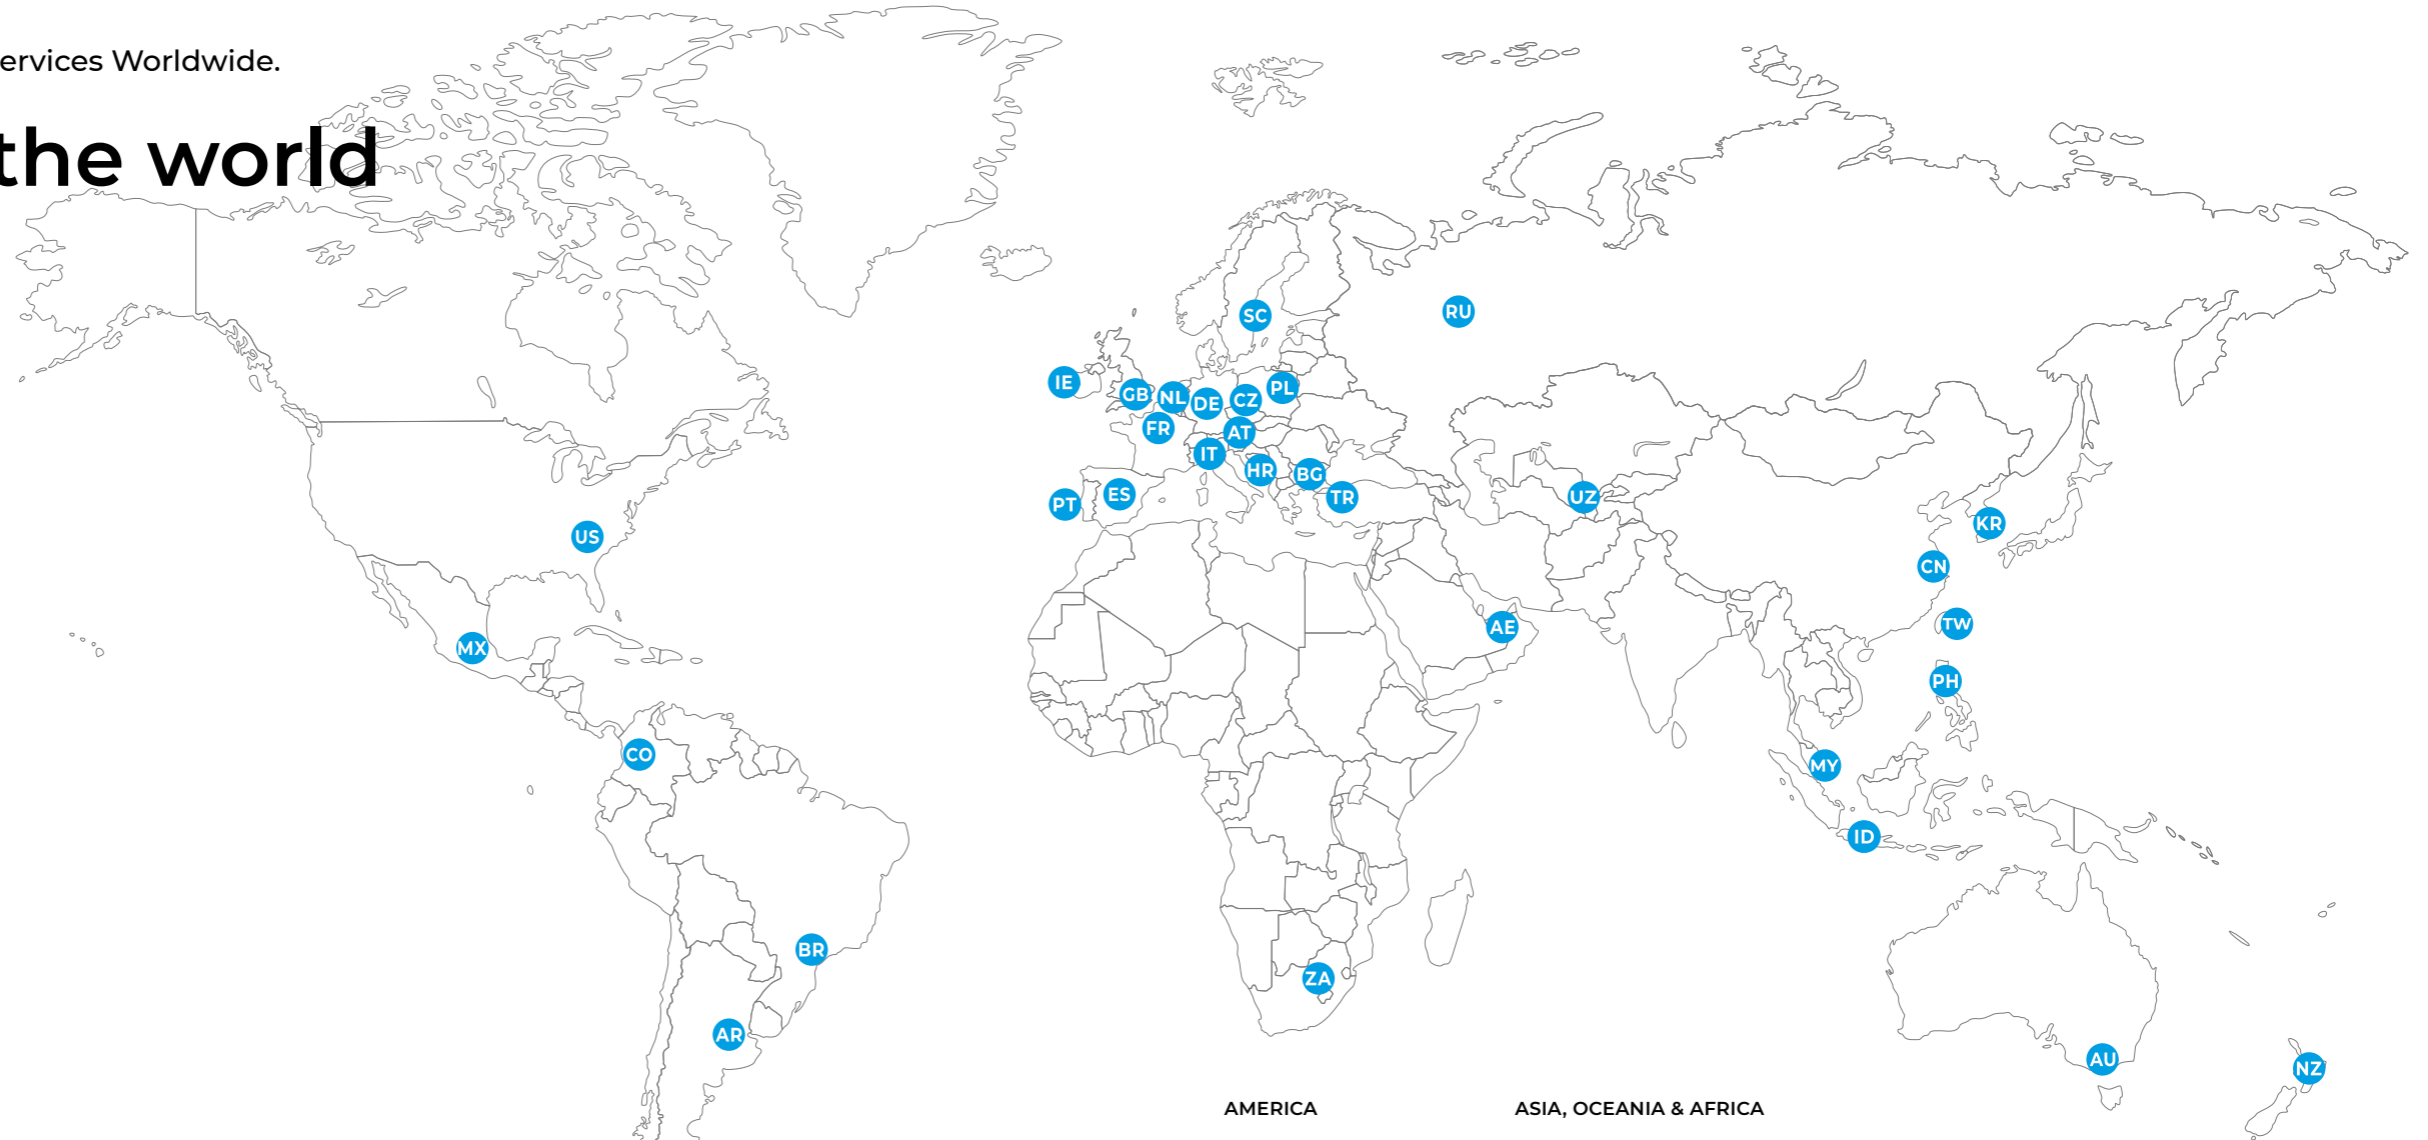 ervices Worldwide.
the world
RU
SC
IE
GB
NL
DE
CZ
PL
FR
AT
IT
HR
BG
PT
ES
TR
UZ
US
KR
CN
MX
AE
TW
PH
CO
MY
ID
BR
ZA
AR
AU
NZ
AMERICA
ASIA, OCEANIA & AFRICA